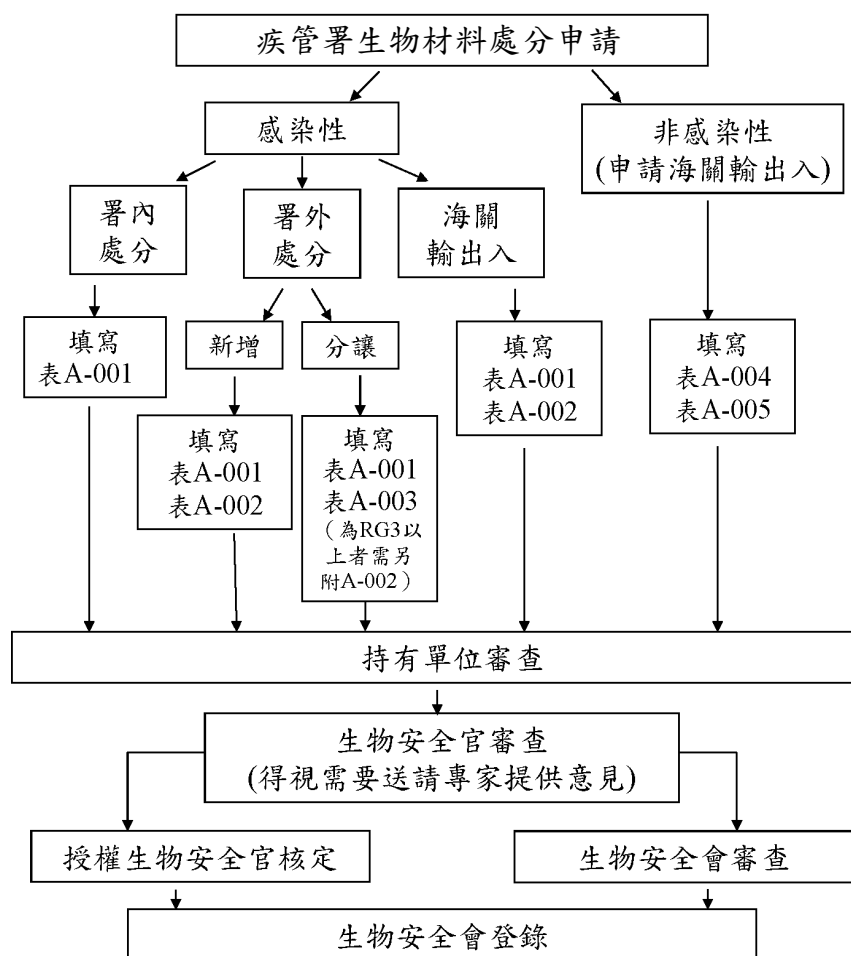 疾管署生物材料處分申請
感染性
非感染性
(申請海關輸出入)
署內
處分
署外
處分
海關
輸出入
填寫
表A-001
新增
分讓
填寫
表A-001
表A-002
填寫
表A-001
表A-003
（為RG3以
上者需另
附A-002）
填寫
表A-001
表A-002
填寫
表A-004
表A-005
持有單位審查
生物安全官審查
(得視需要送請專家提供意見)
授權生物安全官核定
生物安全會審查
生物安全會登錄